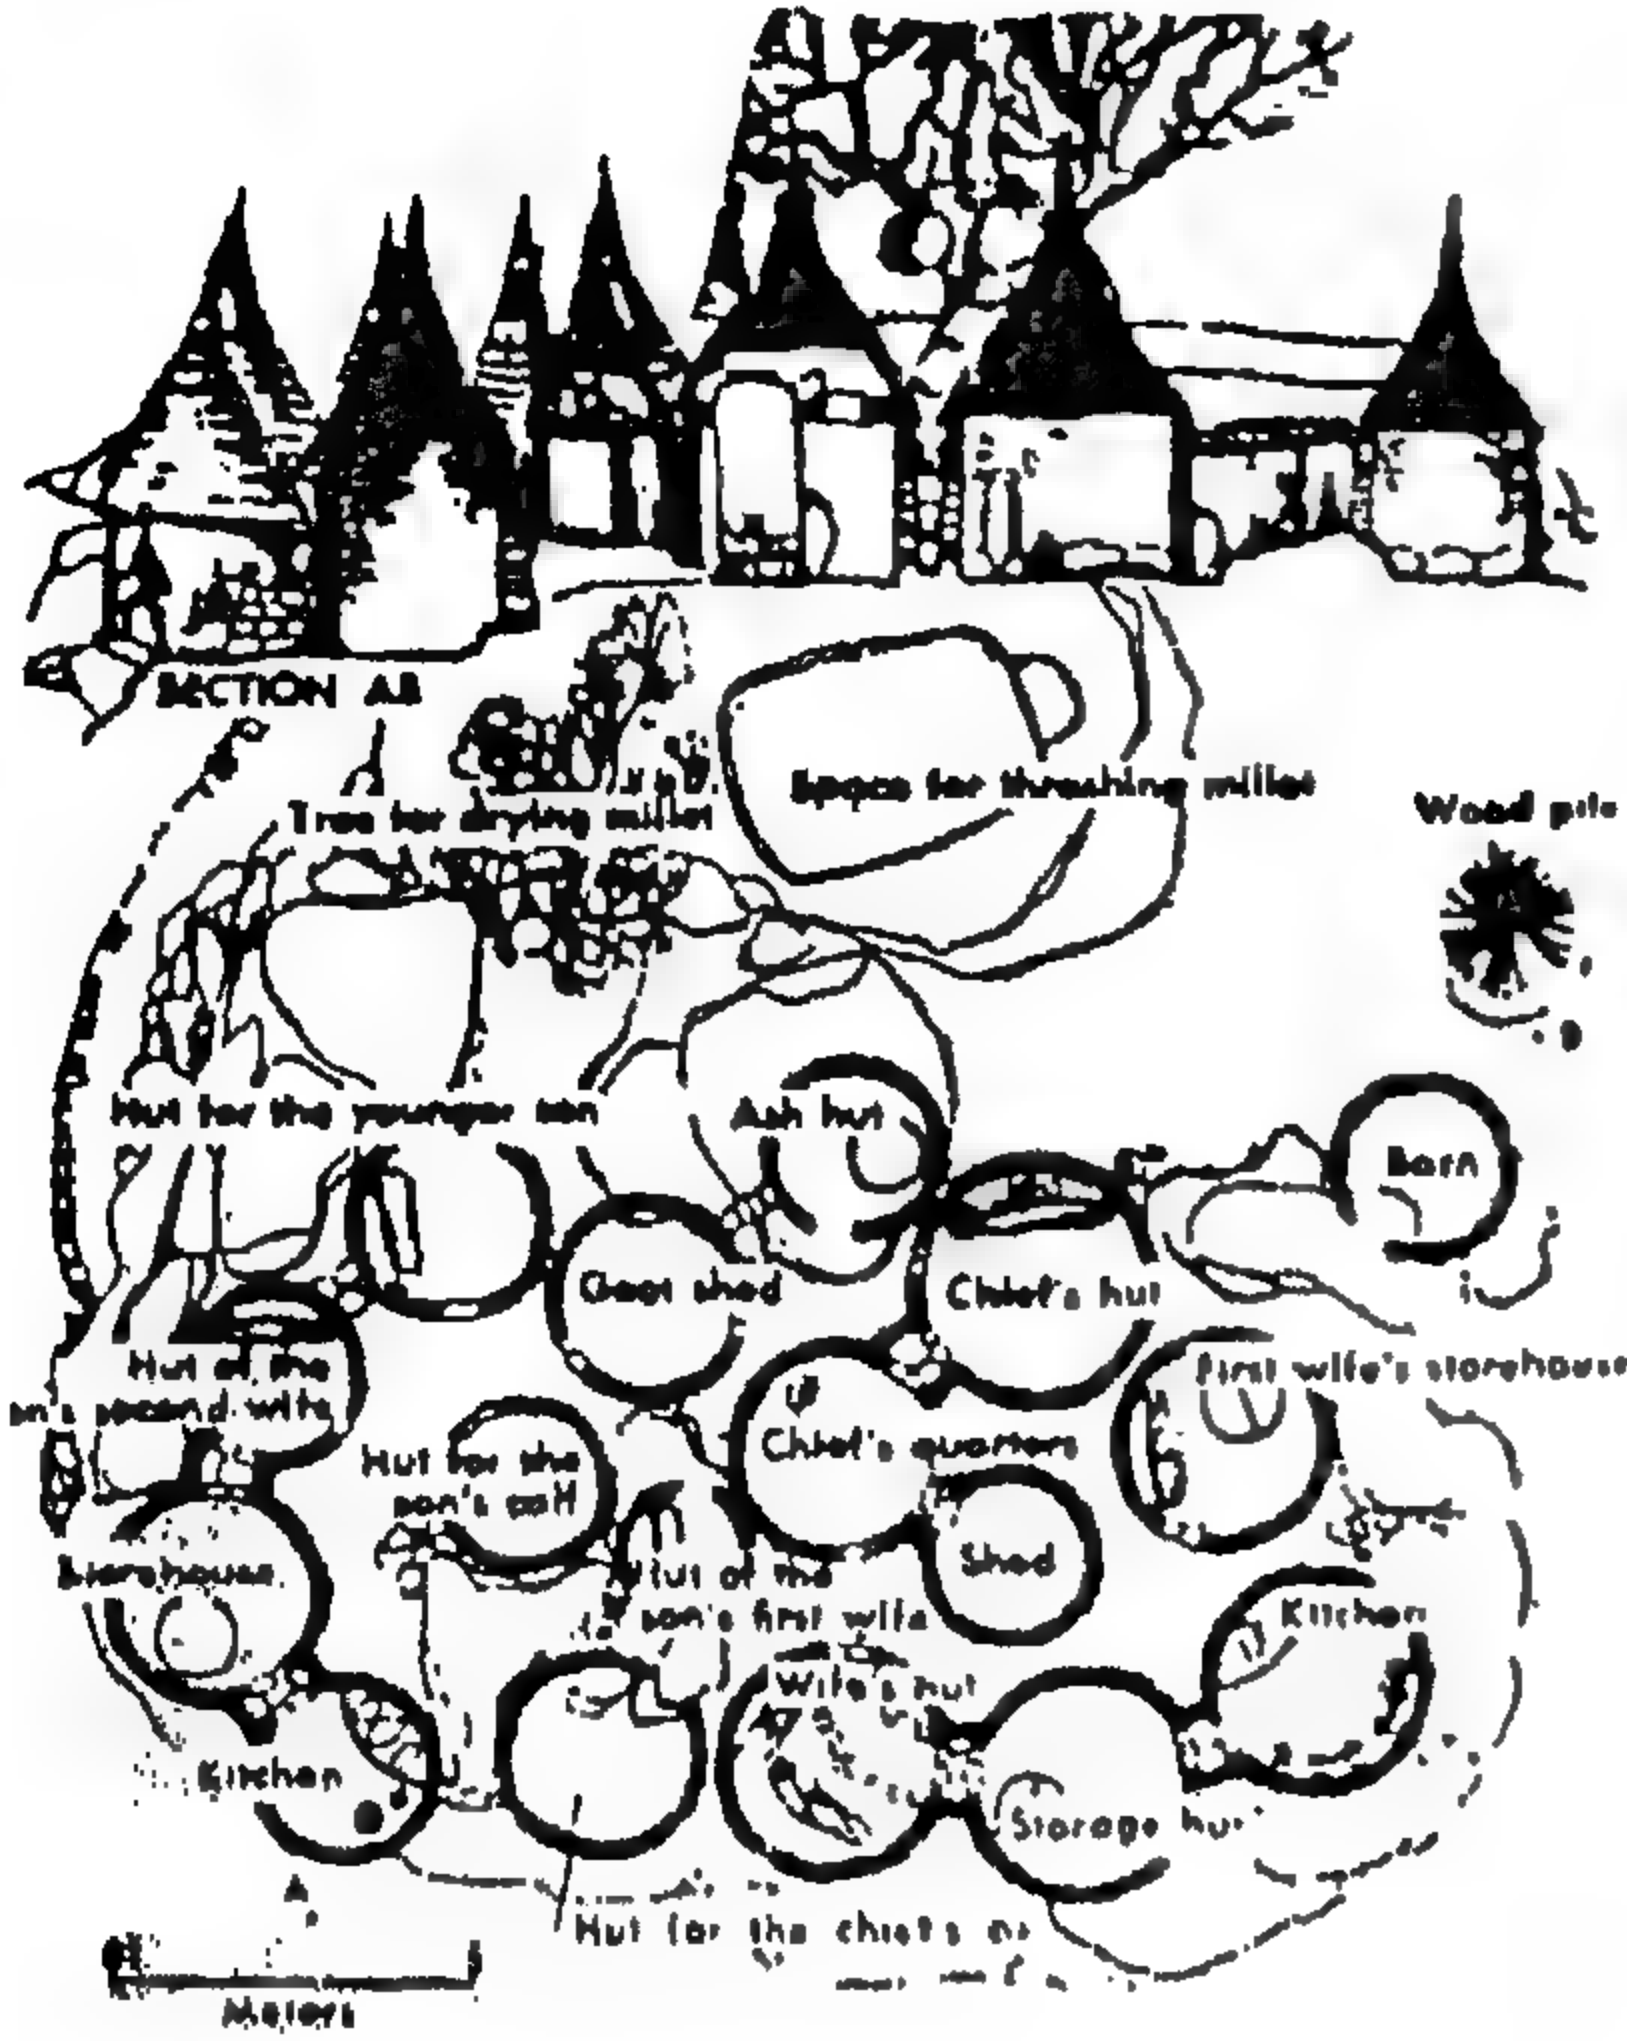 SECTION AB
Space for thrashing millet
Tree for drying millet
Wood pile
Hut for the younger son
Ash hut
Barn
Goat shed
Chief's hut
Hut of the
on's second wife
First wife's storehouse
Chief's quarters
Hut for the
son's calf
Shed
Storehouse
Hut of the
son's first wife
Kitchen
Wife's hut
Kitchen
Storage hut
A
Hut for the chief's
Meters